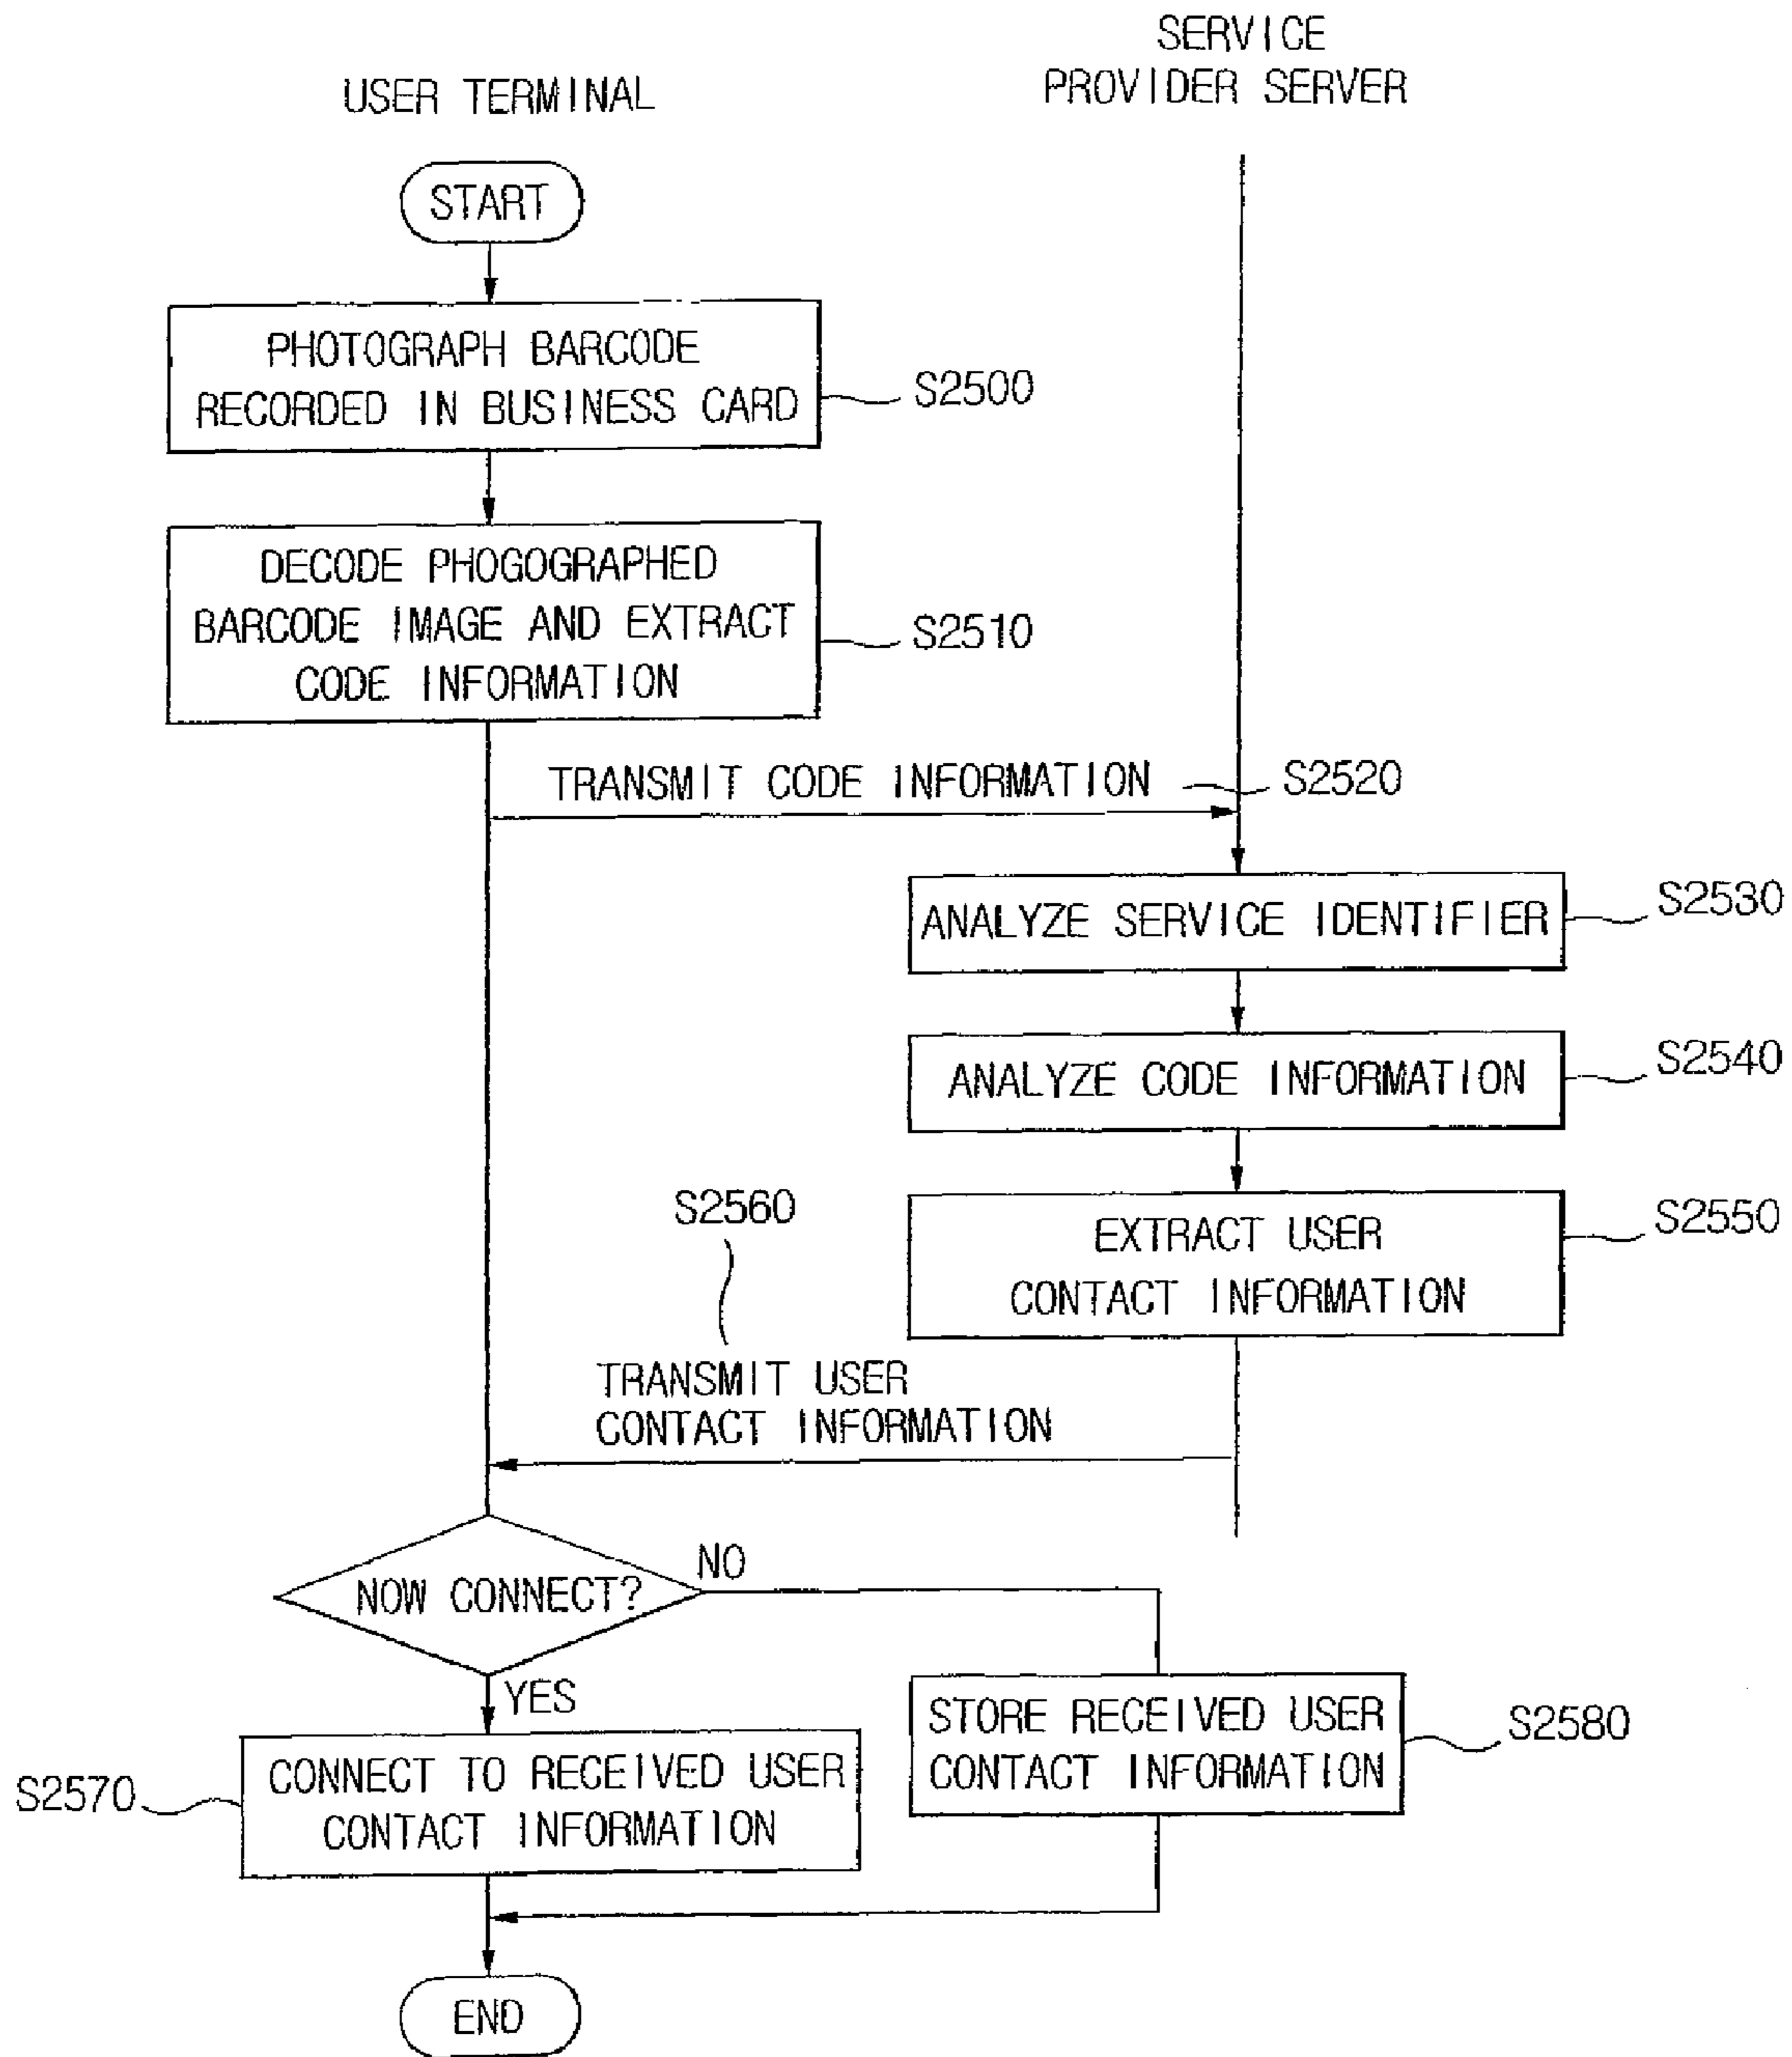 SERVICE
PROVIDER SERVER
USER TERMINAL
START
PHOTOGRAPH BARCODE
RECORDED IN BUSINESS CARD
S2500
DECODE PHOGOGRAPHED
BARCODE IMAGE AND EXTRACT
CODE INFORMATION
S2510
TRANSMIT CODE INFORMATION
S2520
ANALYZE SERVICE IDENTIFIER
S2530
ANALYZE CODE INFORMATION
S2540
EXTRACT USER
CONTACT INFORMATION
S2550
S2560
TRANSMIT USER
CONTACT INFORMATION
NOW CONNECT?
NO
YES
CONNECT TO RECEIVED USER
CONTACT INFORMATION
S2570
STORE RECEIVED USER
CONTACT INFORMATION
S2580
END